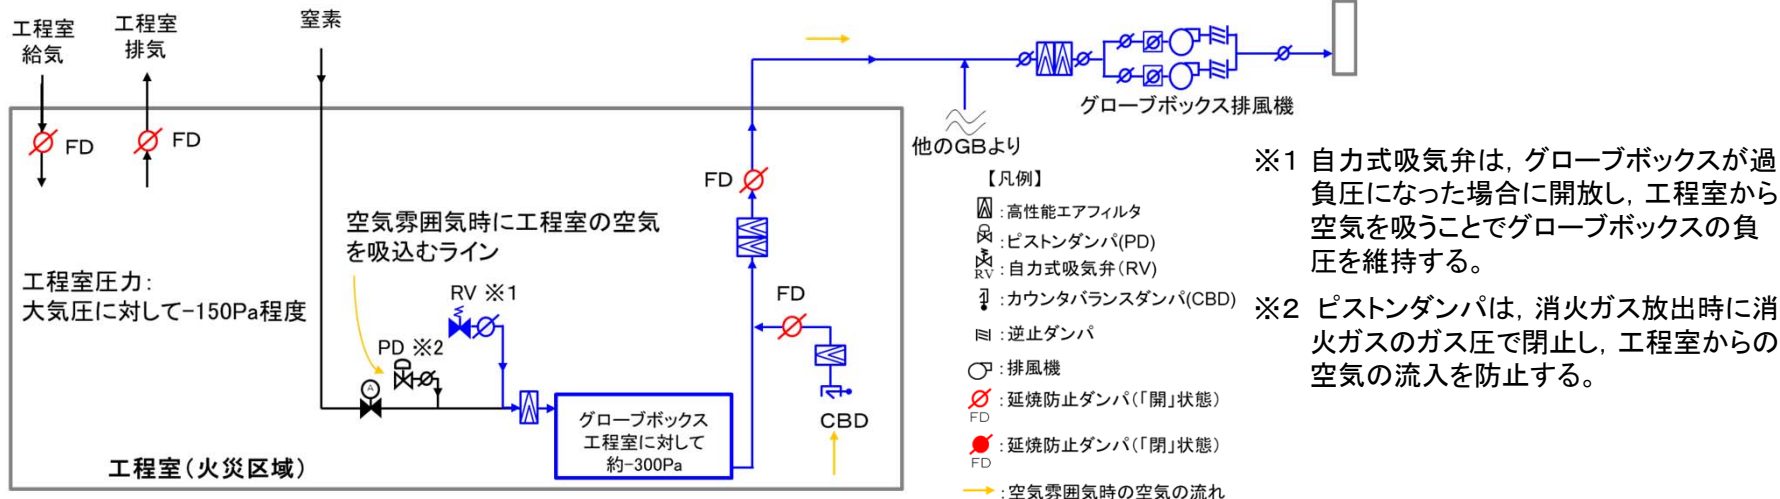 工程室
給気
工程室
排気
窒素
FD
FD
グローブボックス排風機
他のGBより
FD
空気雰囲気時に工程室の空気
を吸込むライン
工程室圧力:
大気圧に対して-150Pa程度
RV ※1
PD ※2
A
FD
CBD
グローブボックス
工程室に対して
約-300Pa
工程室(火災区域)
【凡例】
:高性能エアフィルタ
:ピストンダンパ(PD)
RV :自力式吸気弁(RV)
:カウンタバランスダンパ(CBD)
:逆止ダンパ
:排風機
:延焼防止ダンパ(「開」状態)
FD
:延焼防止ダンパ(「閉」状態)
FD
:空気雰囲気時の空気の流れ
※1 自力式吸気弁は,グローブボックスが過
負圧になった場合に開放し,工程室から
空気を吸うことでグローブボックスの負
圧を維持する。
※2 ピストンダンパは,消火ガス放出時に消
火ガスのガス圧で閉止し,工程室からの
空気の流入を防止する。